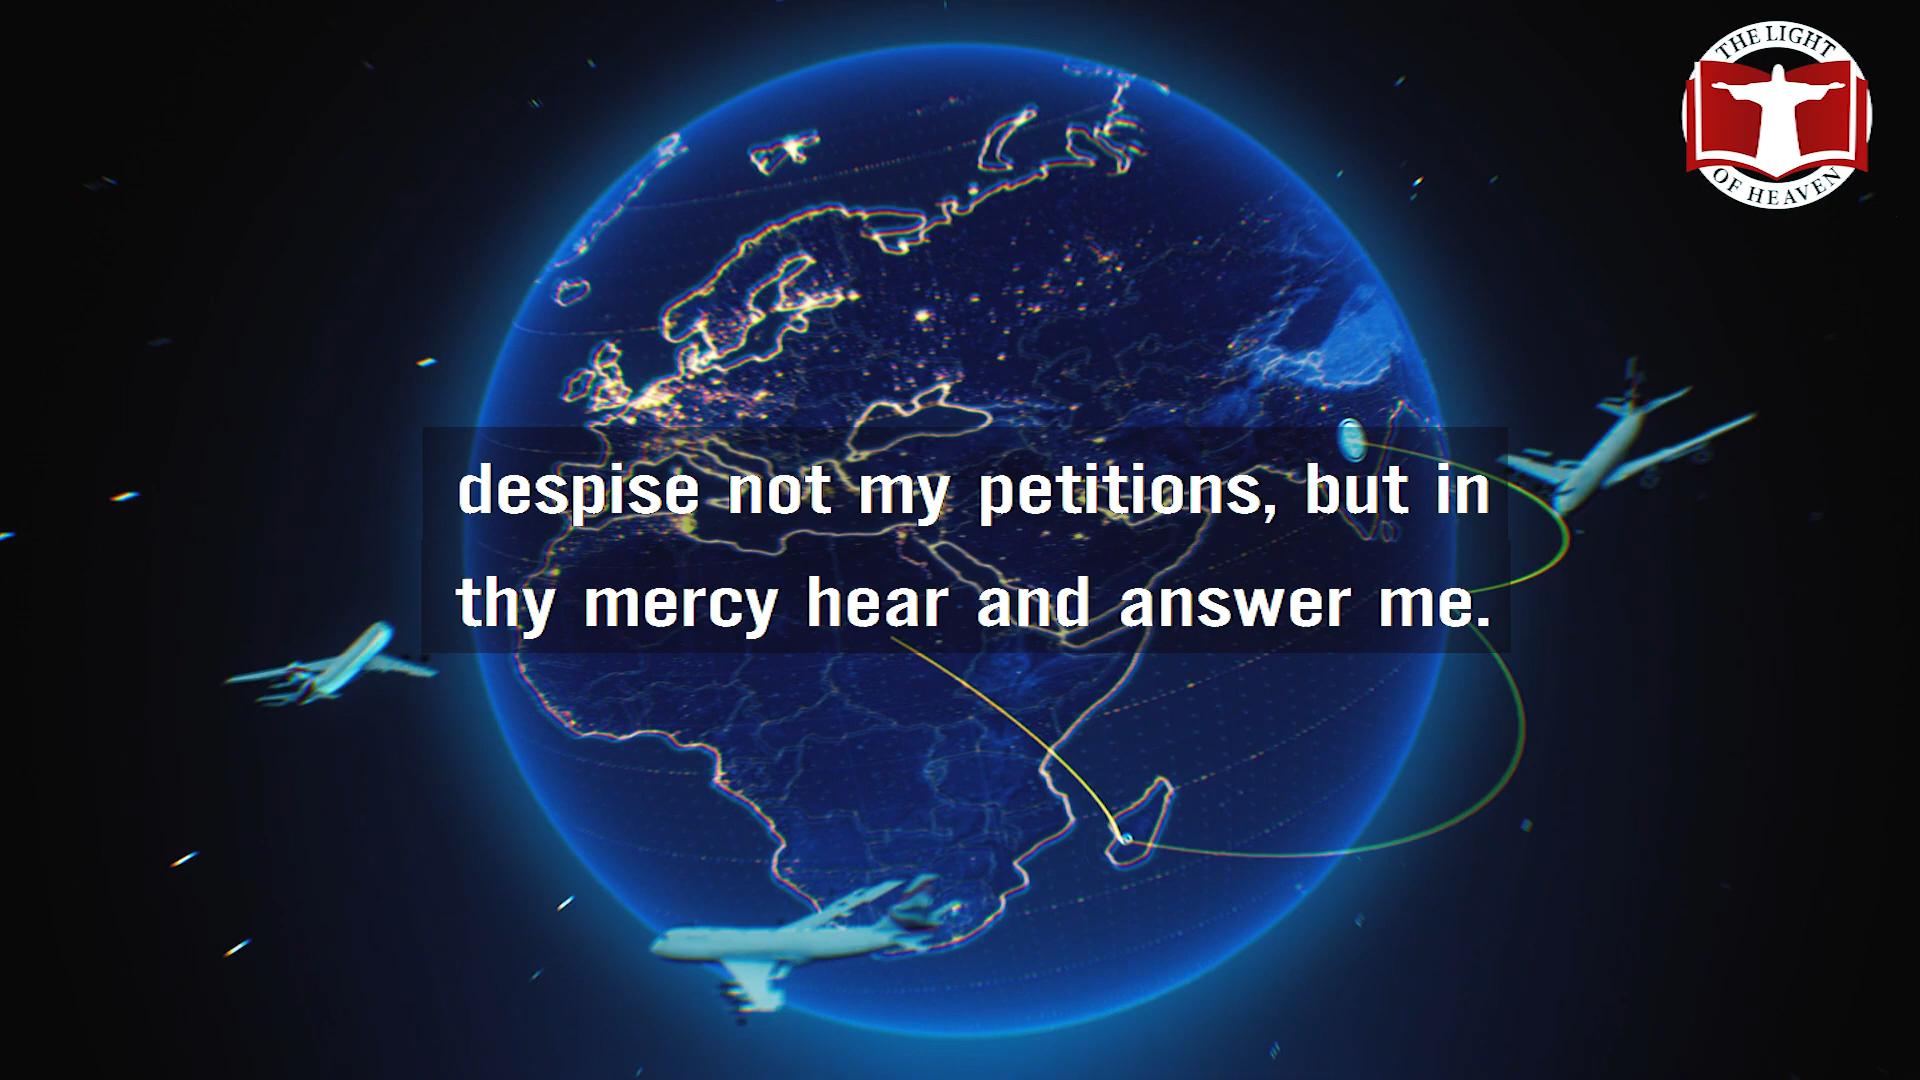 THE LIGHT
OF HEAVEN
despise not my petitions, but in
thy mercy hear and answer me.